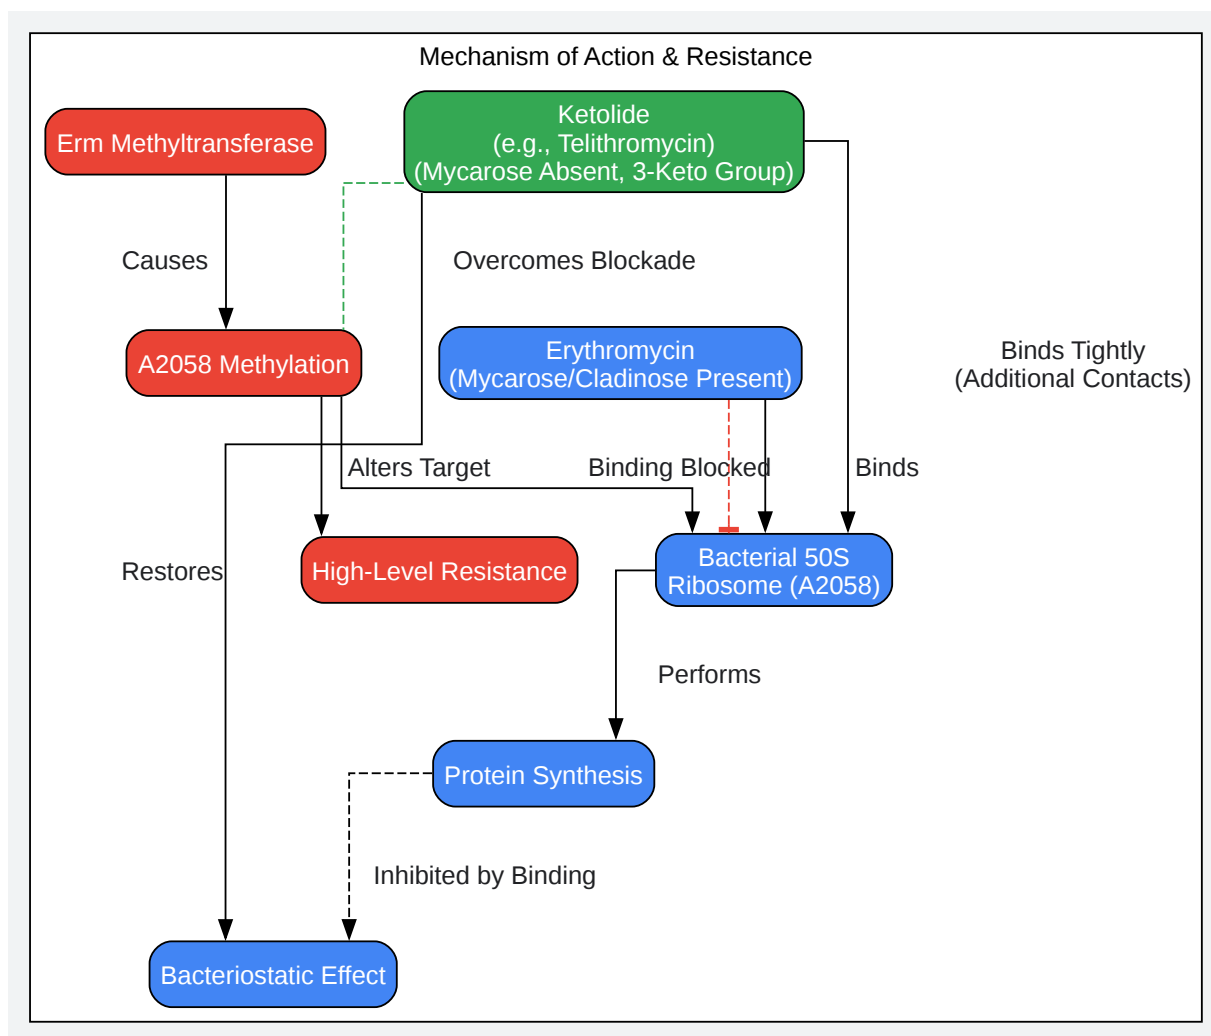 Mechanism of Action & Resistance
Erm Methyltransferase
Ketolide
(e.g., Telithromycin)
(Mycarose Absent, 3-Keto Group)
Causes
Overcomes Blockade
A2058 Methylation
Erythromycin
(Mycarose/Cladinose Present)
Binds Tightly
(Additional Contacts)
Alters Target
Binding Blocked
Binds
Restores
High-Level Resistance
Bacterial 50S
Ribosome (A2058)
Performs
Protein Synthesis
Inhibited by Binding
Bacteriostatic Effect